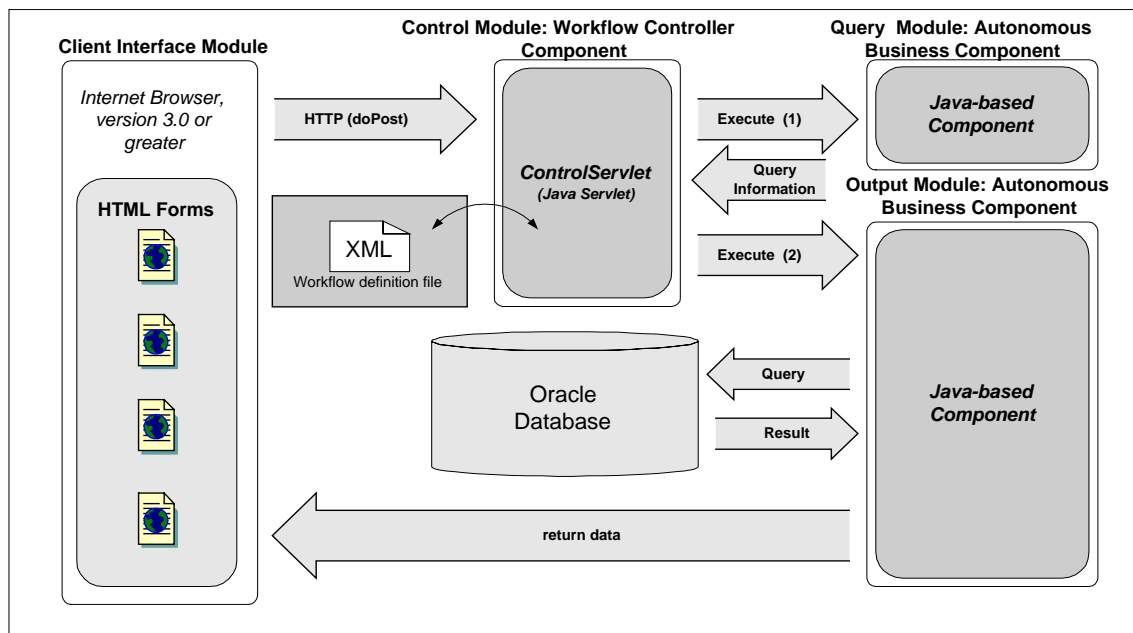 Client Interface Module
Internet Browser,
version 3.0 or
greater
HTML Forms
HTTP (doPost)
XML
Workflow definition file
Control Module: Workflow Controller
Component
ControlServlet
(Java Servlet)
Execute (1)
Query
Information
Execute (2)
Query Module: Autonomous
Business Component
Java-based
Component
Output Module: Autonomous
Business Component
Java-based
Component
Oracle
Database
Query
Result
return data